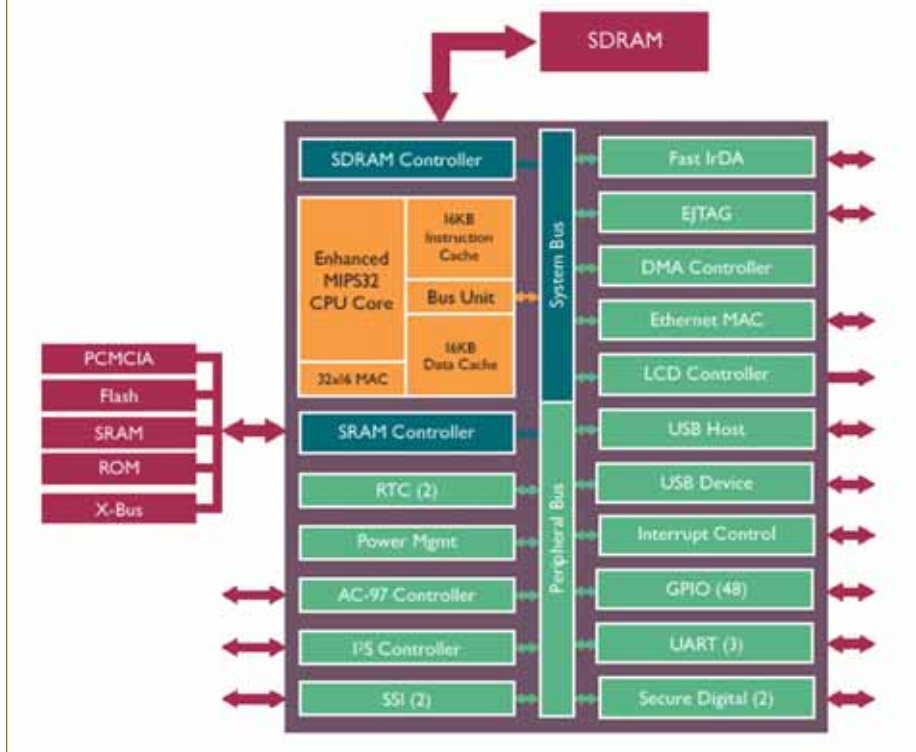 SDRAM
SDRAM Controller
Enhanced
MIPS32
CPU Core
16KB
Instruction
Cache
Bus Unit
16KB
Data Cache
32x16 MAC
SRAM Controller
RTC (2)
Power Mgmt
AC-97 Controller
I²S Controller
SSI (2)
PCMCIA
Flash
SRAM
ROM
X-Bus
System Bus
Peripheral Bus
Fast IrDA
EJTAG
DMA Controller
Ethernet MAC
LCD Controller
USB Host
USB Device
Interrupt Control
GPIO (48)
UART (3)
Secure Digital (2)